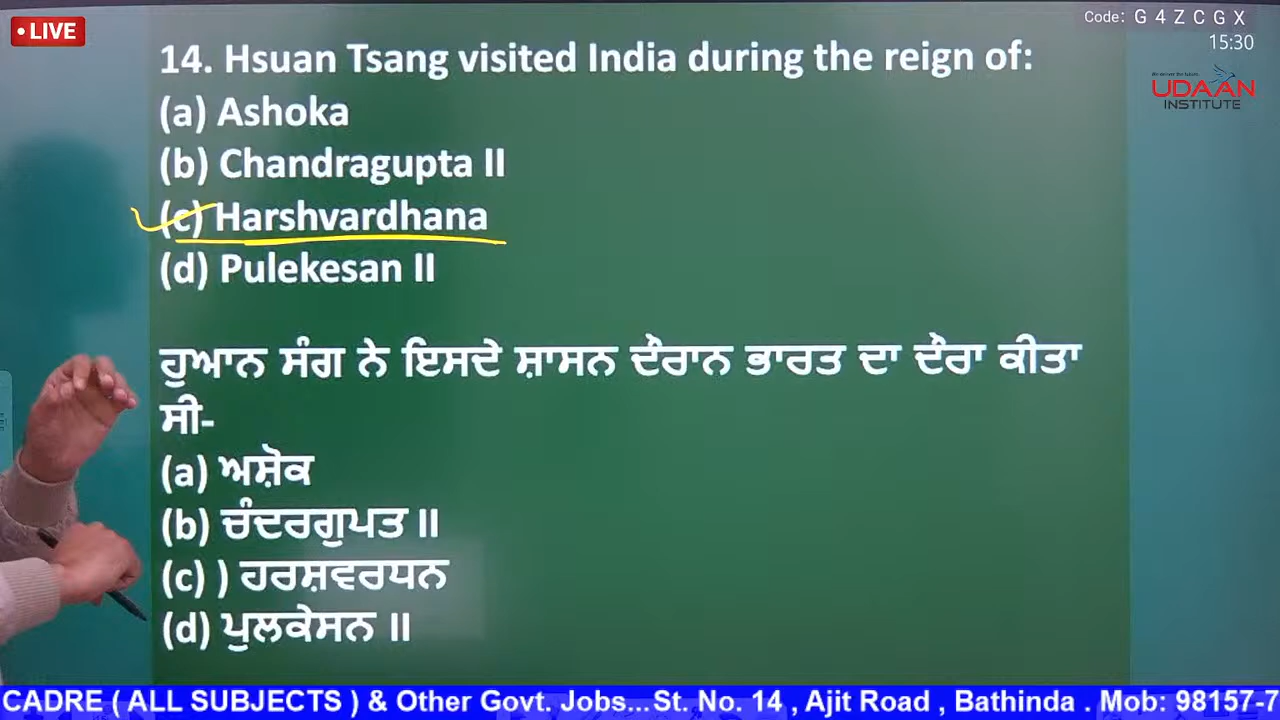 • LIVE
Code: G 4 Z C G X
15:30
UDAAN
INSTITUTE
14. Hsuan Tsang visited India during the reign of:
(a) Ashoka
(b) Chandragupta II
(c) Harshvardhana
(d) Pulekesan II
ਹੁਆਨ ਸੰਗ ਨੇ ਇਸਦੇ ਸ਼ਾਸਨ ਦੌਰਾਨ ਭਾਰਤ ਦਾ ਦੌਰਾ ਕੀਤਾ
ਸੀ-
(a) ਅਸ਼ੋਕ
(b) ਚੰਦਰਗੁਪਤ II
(c) ) ਹਰਸ਼ਵਰਧਨ
(d) ਪੁਲਕੇਸਨ II
CADRE ( ALL SUBJECTS ) & Other Govt. Jobs... St. No. 14 , Ajit Road , Bathinda . Mob: 98157-7